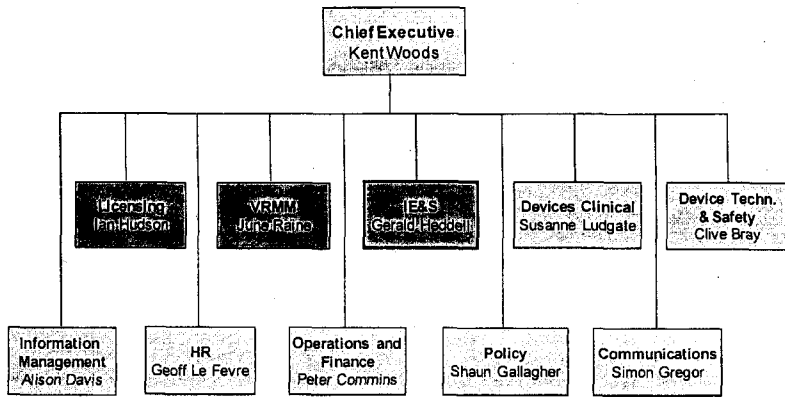 Chief Executive
Kent Woods
Licensing
Ian Hudson
VRMM
June Raine
IE&S
Gerald Heddell
Devices Clinical
Susanne Ludgate
Device Techn.
& Safety
Clive Bray
Information
Management
Alison Davis
HR
Geoff Le Fevre
Operations and
Finance
Peter Commins
Policy
Shaun Gallagher
Communications
Simon Gregor